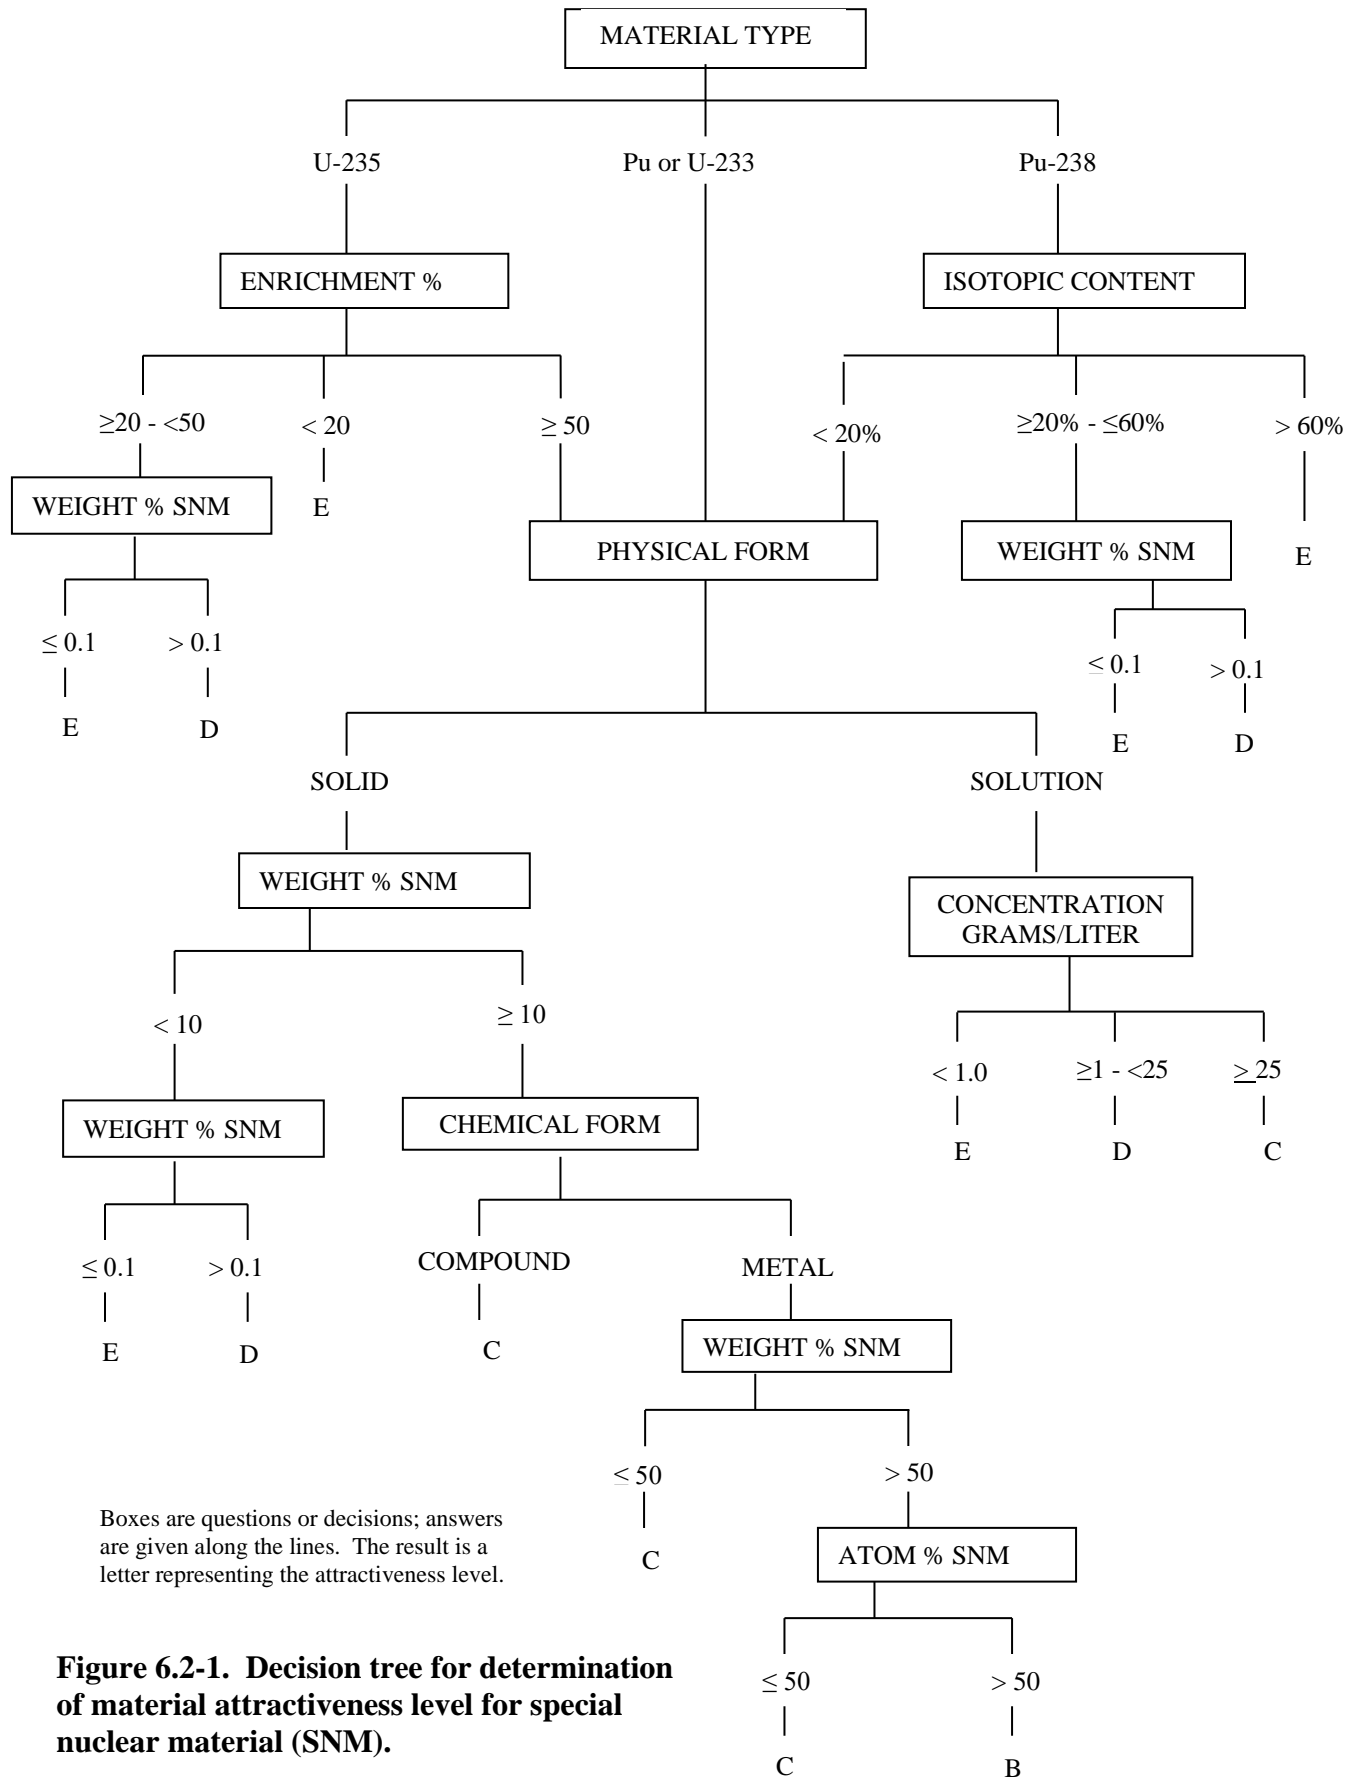 MATERIAL TYPE
U-235
Pu or U-233
Pu-238
ENRICHMENT %
ISOTOPIC CONTENT
≥20 - <50
< 20
≥ 50
< 20%
≥20% - ≤60%
> 60%
WEIGHT % SNM
E
PHYSICAL FORM
WEIGHT % SNM
E
≤ 0.1
> 0.1
≤ 0.1
> 0.1
E
D
E
D
SOLID
SOLUTION
WEIGHT % SNM
CONCENTRATION
GRAMS/LITER
< 10
≥ 10
< 1.0
≥1 - <25
≥ 25
WEIGHT % SNM
CHEMICAL FORM
E
D
C
≤ 0.1
> 0.1
COMPOUND
METAL
E
D
C
WEIGHT % SNM
≤ 50
> 50
Boxes are questions or decisions; answers
are given along the lines. The result is a
letter representing the attractiveness level.
C
ATOM % SNM
Figure 6.2-1. Decision tree for determination
of material attractiveness level for special
nuclear material (SNM).
≤ 50
> 50
C
B